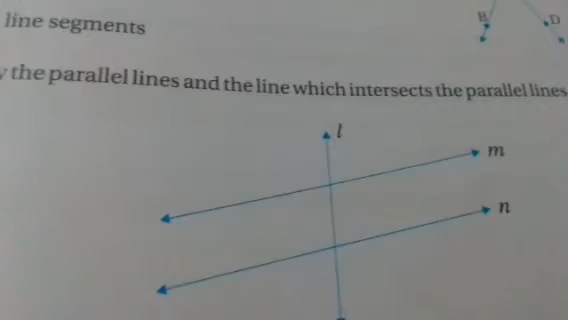 B
D
line segments
the parallel lines and the line which intersects the parallel lines
l
m
n